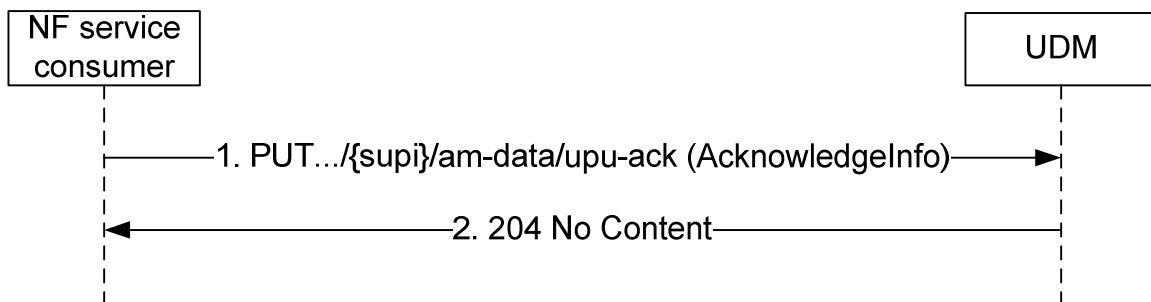 NF service
consumer
UDM
1. PUT.../{supi}/am-data/upu-ack (AcknowledgeInfo)
2. 204 No Content